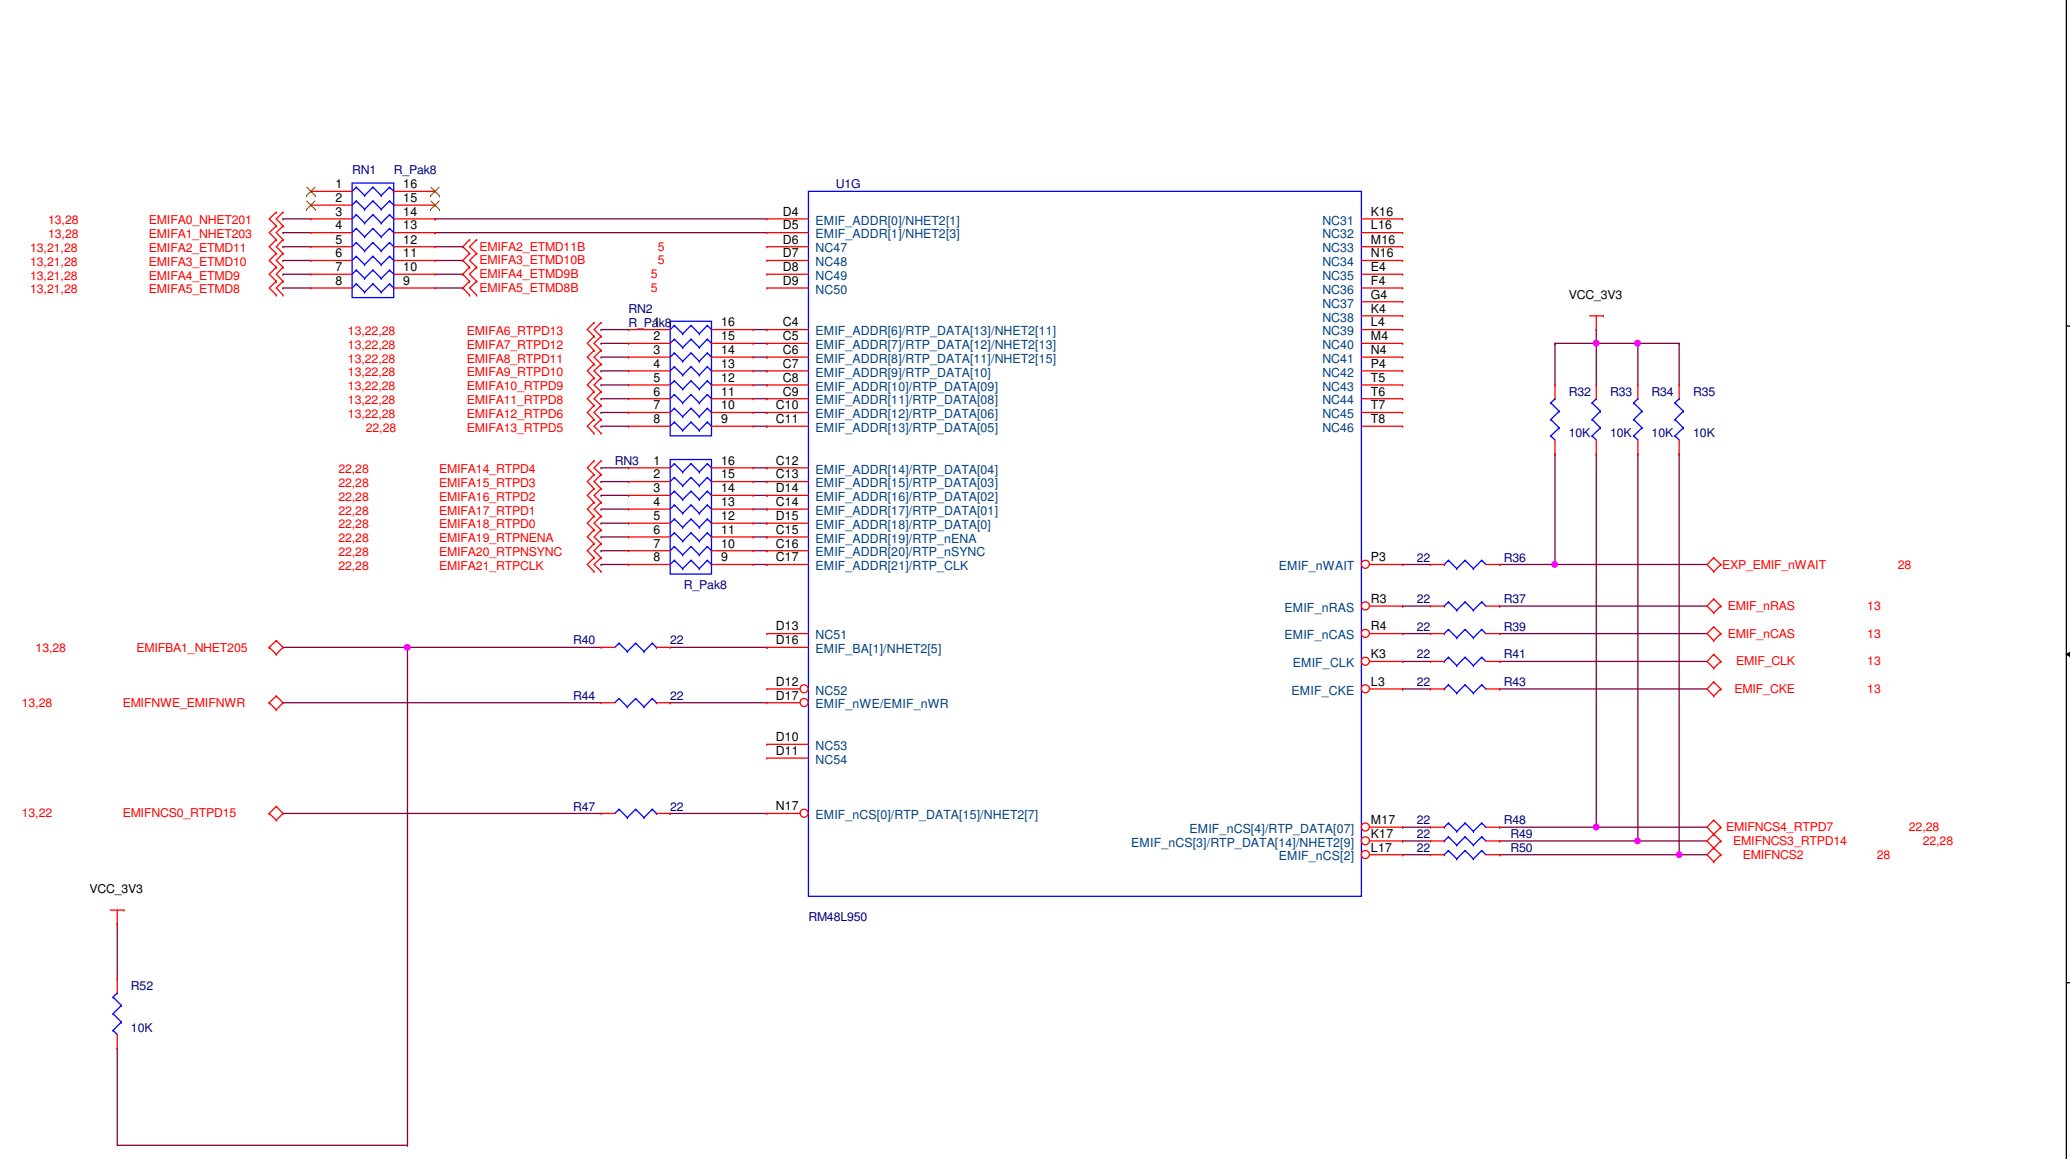 RN1 R_Pak8
1 16
2 15
13,28 EMIFA0_NHET201 3 14
13,28 EMIFA1_NHET203 4 13
13,21,28 EMIFA2_ETMD11 5 12 EMIFA2_ETMD11B 5
13,21,28 EMIFA3_ETMD10 6 11 EMIFA3_ETMD10B 5
13,21,28 EMIFA4_ETMD9 7 10 EMIFA4_ETMD9B 5
13,21,28 EMIFA5_ETMD8 8 9 EMIFA5_ETMD8B 5
RN2
R_Pak8
13,22,28 EMIFA6_RTPD13 1 16
13,22,28 EMIFA7_RTPD12 2 15
13,22,28 EMIFA8_RTPD11 3 14
13,22,28 EMIFA9_RTPD10 4 13
13,22,28 EMIFA10_RTPD9 5 12
13,22,28 EMIFA11_RTPD8 6 11
13,22,28 EMIFA12_RTPD6 7 10
22,28 EMIFA13_RTPD5 8 9
RN3
22,28 EMIFA14_RTPD4 1 16
22,28 EMIFA15_RTPD3 2 15
22,28 EMIFA16_RTPD2 3 14
22,28 EMIFA17_RTPD1 4 13
22,28 EMIFA18_RTPD0 5 12
22,28 EMIFA19_RTPNENA 6 11
22,28 EMIFA20_RTPNSYNC 7 10
22,28 EMIFA21_RTPCLK 8 9
R_Pak8
13,28 EMIFBA1_NHET205 R40 22
13,28 EMIFNWE_EMIFNWR R44 22
13,22 EMIFNCS0_RTPD15 R47 22
VCC_3V3
R52
10K
U1G
D4 EMIF_ADDR[0]/NHET2[1]
D5 EMIF_ADDR[1]/NHET2[3]
D6 NC47
D7 NC48
D8 NC49
D9 NC50
C4 EMIF_ADDR[6]/RTP_DATA[13]/NHET2[11]
C5 EMIF_ADDR[7]/RTP_DATA[12]/NHET2[13]
C6 EMIF_ADDR[8]/RTP_DATA[11]/NHET2[15]
C7 EMIF_ADDR[9]/RTP_DATA[10]
C8 EMIF_ADDR[10]/RTP_DATA[09]
C9 EMIF_ADDR[11]/RTP_DATA[08]
C10 EMIF_ADDR[12]/RTP_DATA[06]
C11 EMIF_ADDR[13]/RTP_DATA[05]
C12 EMIF_ADDR[14]/RTP_DATA[04]
C13 EMIF_ADDR[15]/RTP_DATA[03]
D14 EMIF_ADDR[16]/RTP_DATA[02]
C14 EMIF_ADDR[17]/RTP_DATA[01]
D15 EMIF_ADDR[18]/RTP_DATA[0]
C15 EMIF_ADDR[19]/RTP_nENA
C16 EMIF_ADDR[20]/RTP_nSYNC
C17 EMIF_ADDR[21]/RTP_CLK
D13 NC51
D16 EMIF_BA[1]/NHET2[5]
D12 NC52
D17 EMIF_nWE/EMIF_nWR
D10 NC53
D11 NC54
N17 EMIF_nCS[0]/RTP_DATA[15]/NHET2[7]
RM48L950
NC31 K16
NC32 L16
NC33 M16
NC34 N16
NC35 E4
NC36 F4
NC37 G4
NC38 K4
NC39 L4
NC40 M4
NC41 N4
NC42 P4
NC43 T5
NC44 T6
NC45 T7
NC46 T8
VCC_3V3
R32 R33 R34 R35
10K 10K 10K 10K
EMIF_nWAIT P3 22 R36 EXP_EMIF_nWAIT 28
EMIF_nRAS R3 22 R37 EMIF_nRAS 13
EMIF_nCAS R4 22 R39 EMIF_nCAS 13
EMIF_CLK K3 22 R41 EMIF_CLK 13
EMIF_CKE L3 22 R43 EMIF_CKE 13
EMIF_nCS[4]/RTP_DATA[07] M17 22 R48 EMIFNCS4_RTPD7 22,28
EMIF_nCS[3]/RTP_DATA[14]/NHET2[9] K17 22 R49 EMIFNCS3_RTPD14 22,28
EMIF_nCS[2] L17 22 R50 EMIFNCS2 28